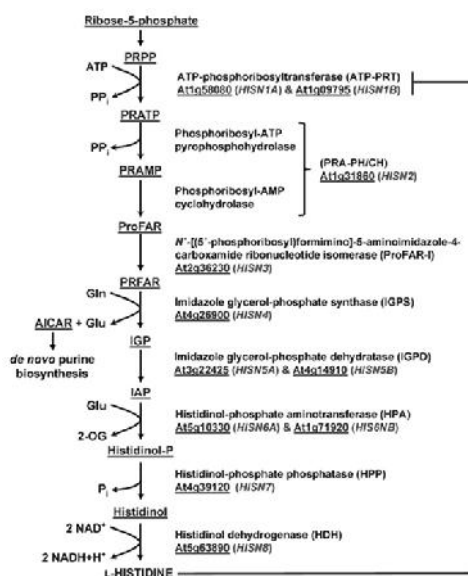 Ribose-5-phosphate
PRPP
ATP
PPi
ATP-phosphoribosyltransferase (ATP-PRT)
At1g58080 (HISN1A) & At1g09795 (HISN1B)
PRATP
PPi
Phosphoribosyl-ATP
pyrophosphohydrolase
(PRA-PH/CH)
At1g31860 (HISN2)
PRAMP
Phosphoribosyl-AMP
cyclohydrolase
ProFAR
N'-[(5'-phosphoribosyl)formimino]-5-aminoimidazole-4-
carboxamide ribonucleotide isomerase (ProFAR-I)
At2g36230 (HISN3)
PRFAR
Gln
AICAR + Glu
Imidazole glycerol-phosphate synthase (IGPS)
At4g26900 (HISN4)
IGP
de novo purine
biosynthesis
Imidazole glycerol-phosphate dehydratase (IGPD)
At3g22425 (HISN5A) & At4g14910 (HISN5B)
IAP
Glu
2-OG
Histidinol-phosphate aminotransferase (HPA)
At5g10330 (HISN6A) & At1g71920 (HIS6NB)
Histidinol-P
Pi
Histidinol-phosphate phosphatase (HPP)
At4g39120 (HISN7)
Histidinol
2 NAD+
2 NADH+H+
Histidinol dehydrogenase (HDH)
At5g63890 (HISN8)
L-HISTIDINE